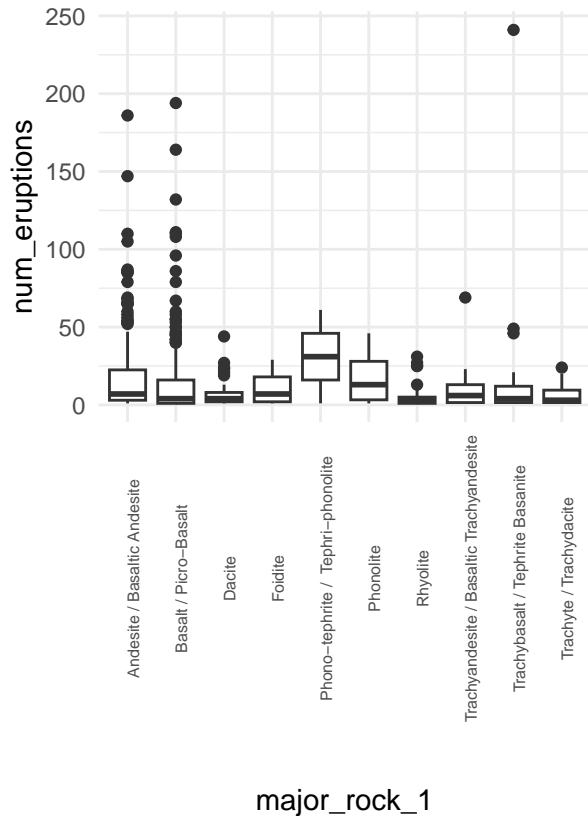 num_eruptions
250
200
150
100
50
0
Andesite / Basaltic Andesite
Basalt / Picro−Basalt
Dacite
Foidite
Phono−tephrite / Tephri−phonolite
Phonolite
Rhyolite
Trachyandesite / Basaltic Trachyandesite
Trachybasalt / Tephrite Basanite
Trachyte / Trachydacite
major_rock_1